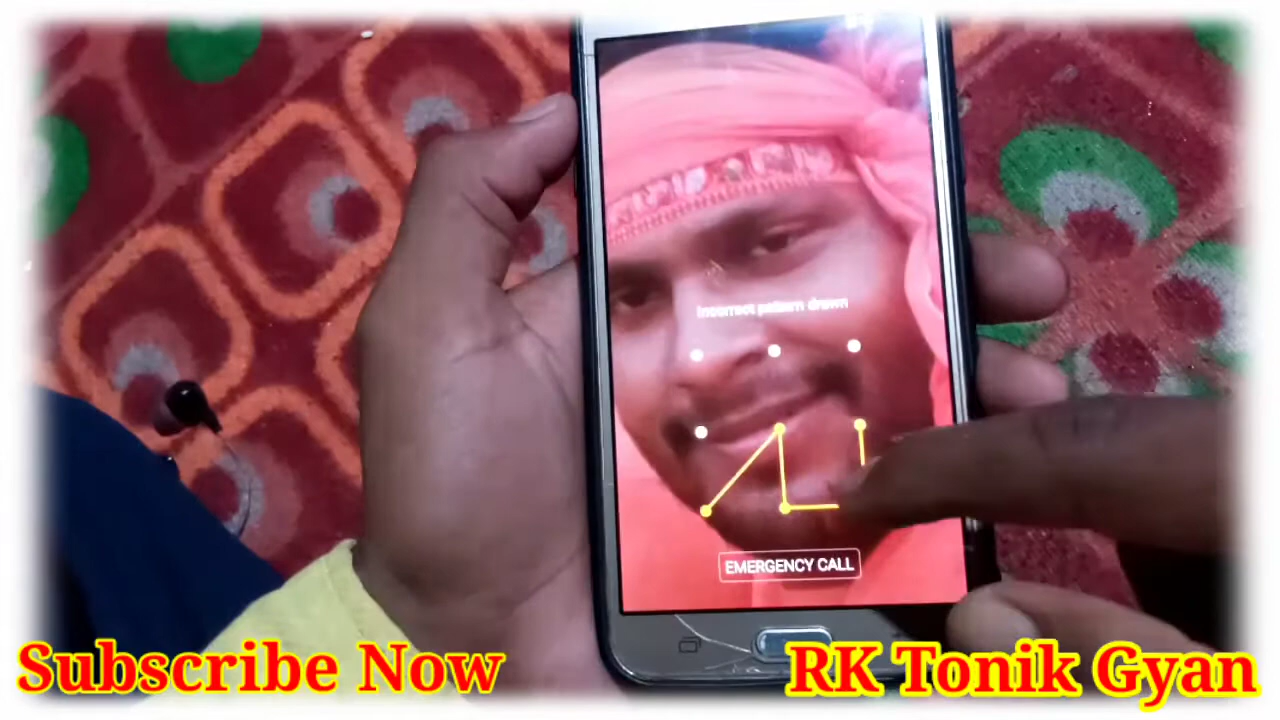 Incorrect pattern drawn
EMERGENCY CALL
Subscribe Now
RK Tonik Gyan